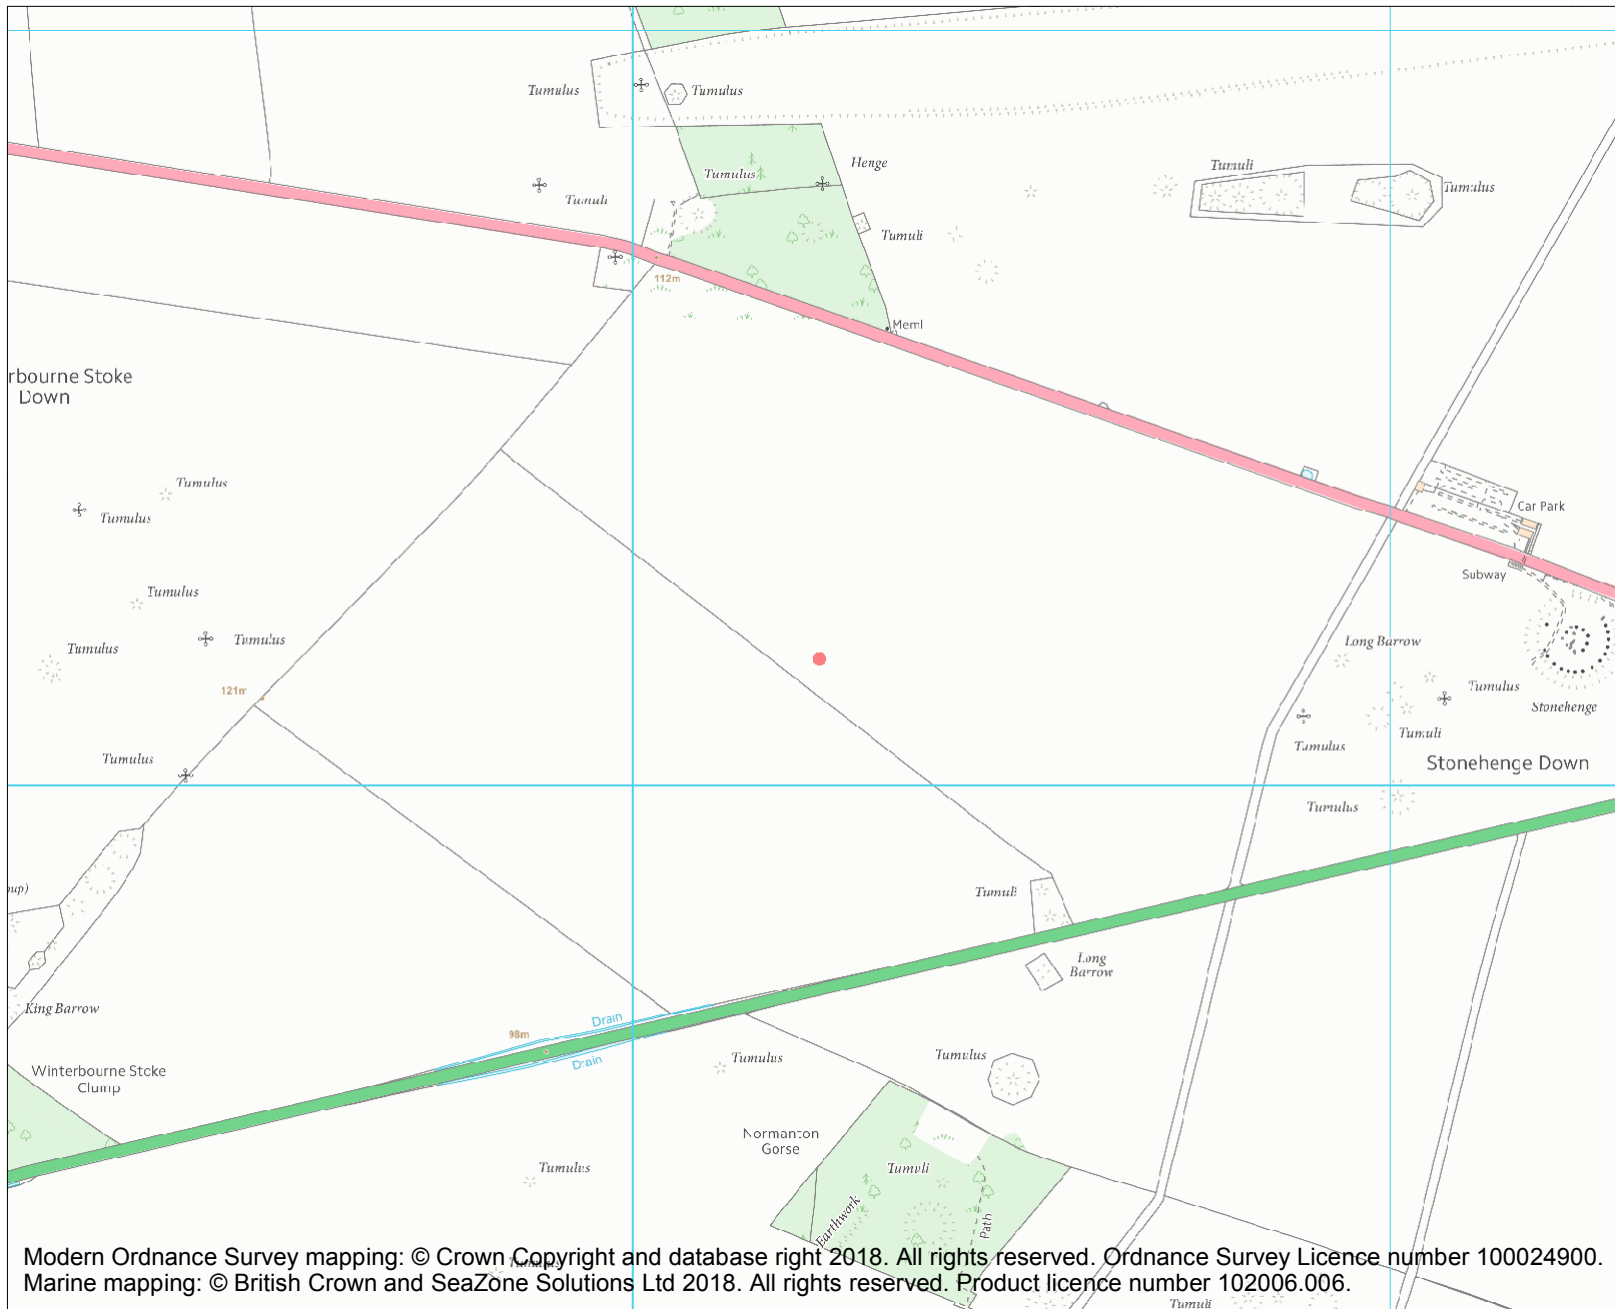 Tumulus
Tumulus
Henge
Tumulus
Tumuli
Tumulus
Tumuli
Tumuli
112m
Meml
rbourne Stoke
Down
Tumulus
Tumulus
Car Park
Subway
Tumulus
Tumulus
Tumulus
Long Barrow
121m
Tumulus
Stonehenge
Tumuli
Tumulus
Tumulus
Stonehenge Down
Tumulus
oup)
Tumuli
Long
Barrow
King Barrow
Drain
98m
Drain
Tumulus
Tumulus
Winterbourne Stoke
Clump
Normanton
Gorse
Tumulus
Tumuli
Earthwork
Path
Tumulus
Modern Ordnance Survey mapping: © Crown Copyright and database right 2018. All rights reserved. Ordnance Survey Licence number 100024900.
Marine mapping: © British Crown and SeaZone Solutions Ltd 2018. All rights reserved. Product licence number 102006.006.
Tumuli